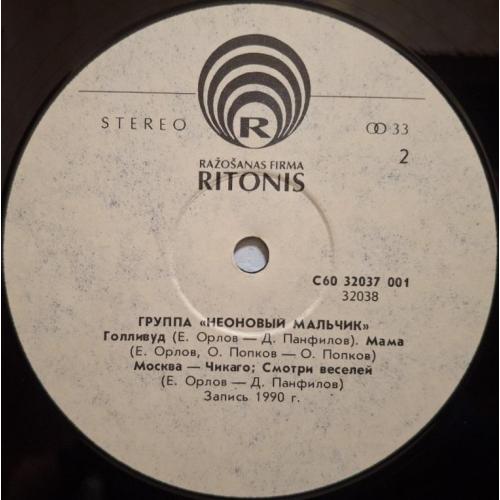 R
STEREO
33
2
RAŽOŠANAS FIRMA
RITONIS
С60 32037 001
32038
ГРУППА «НЕОНОВЫЙ МАЛЬЧИК»
Голливуд (Е. Орлов — Д. Панфилов). Мама
(Е. Орлов, О. Попков — О. Попков)
Москва — Чикаго; Смотри веселей
(Е. Орлов — Д. Панфилов)
Запись 1990 г.